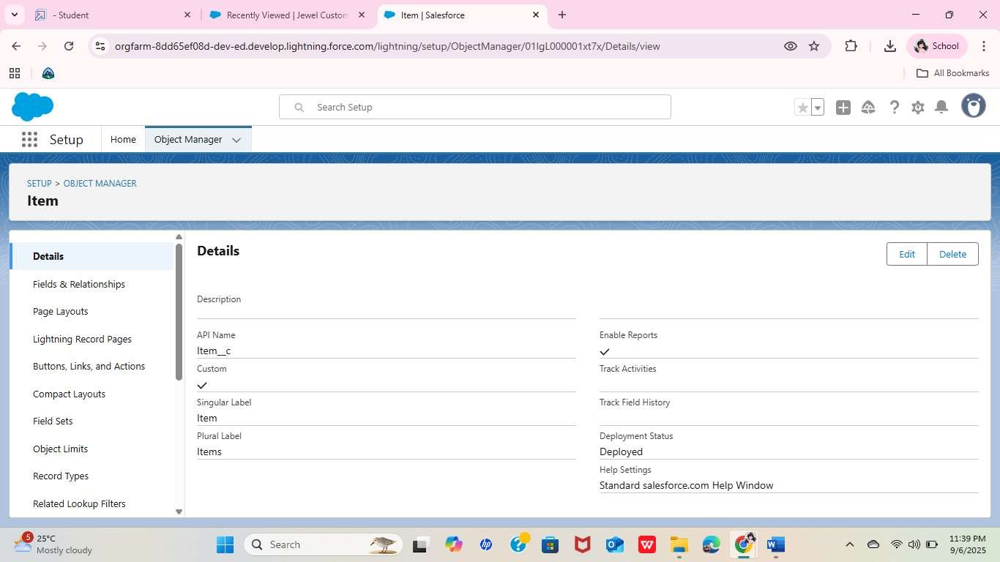 - Student
Recently Viewed | Jewel Custom
Item | Salesforce
orgfarm-8dd65ef08d-dev-ed.develop.lightning.force.com/lightning/setup/ObjectManager/01IgL000001xt7x/Details/view
School
All Bookmarks
Search Setup
Setup
Home
Object Manager
SETUP > OBJECT MANAGER
Item
Details
Fields & Relationships
Page Layouts
Lightning Record Pages
Buttons, Links, and Actions
Compact Layouts
Field Sets
Object Limits
Record Types
Related Lookup Filters
Details
Edit
Delete
Description
API Name
Item__c
Custom
Singular Label
Item
Plural Label
Items
Enable Reports
Track Activities
Track Field History
Deployment Status
Deployed
Help Settings
Standard salesforce.com Help Window
5
25°C
Mostly cloudy
Search
11:39 PM
9/6/2025